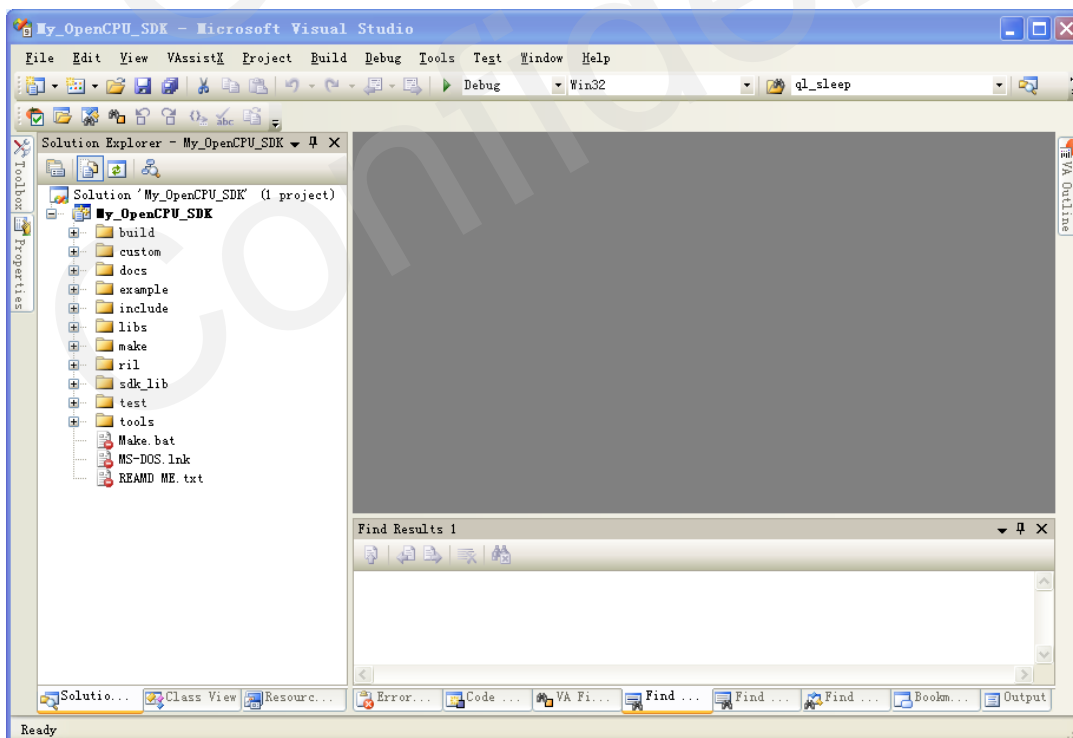 My_OpenCPU_SDK - Microsoft Visual Studio
File Edit View VAssistX Project Build Debug Tools Test Window Help
Debug Win32 ql_sleep
Solution Explorer - My_OpenCPU_SDK
Toolbox
Properties
Solution 'My_OpenCPU_SDK' (1 project)
My_OpenCPU_SDK
build
custom
docs
example
include
libs
make
ril
sdk_lib
test
tools
Make.bat
MS-DOS.lnk
REAMD ME.txt
VA Outline
Find Results 1
Solutio... Class View Resourc... Error... Code ... VA Fi... Find ... Find ... Find ... Bookm... Output
Ready